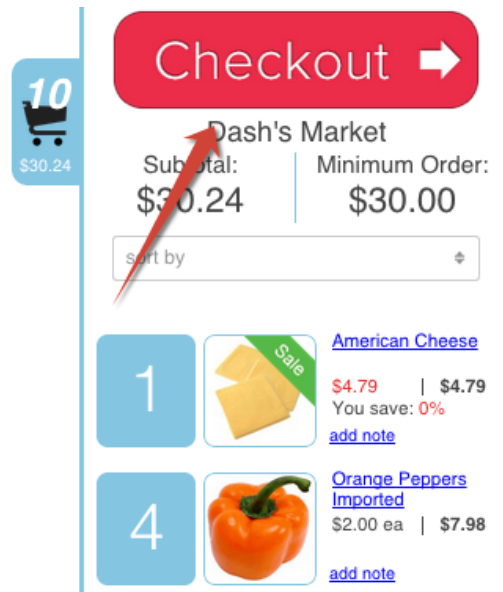 Checkout
10
$30.24
Dash's Market
Subtotal:
$30.24
Minimum Order:
$30.00
sort by
1
Sale
American Cheese
$4.79 | $4.79
You save: 0%
add note
4
Orange Peppers
Imported
$2.00 ea | $7.98
add note